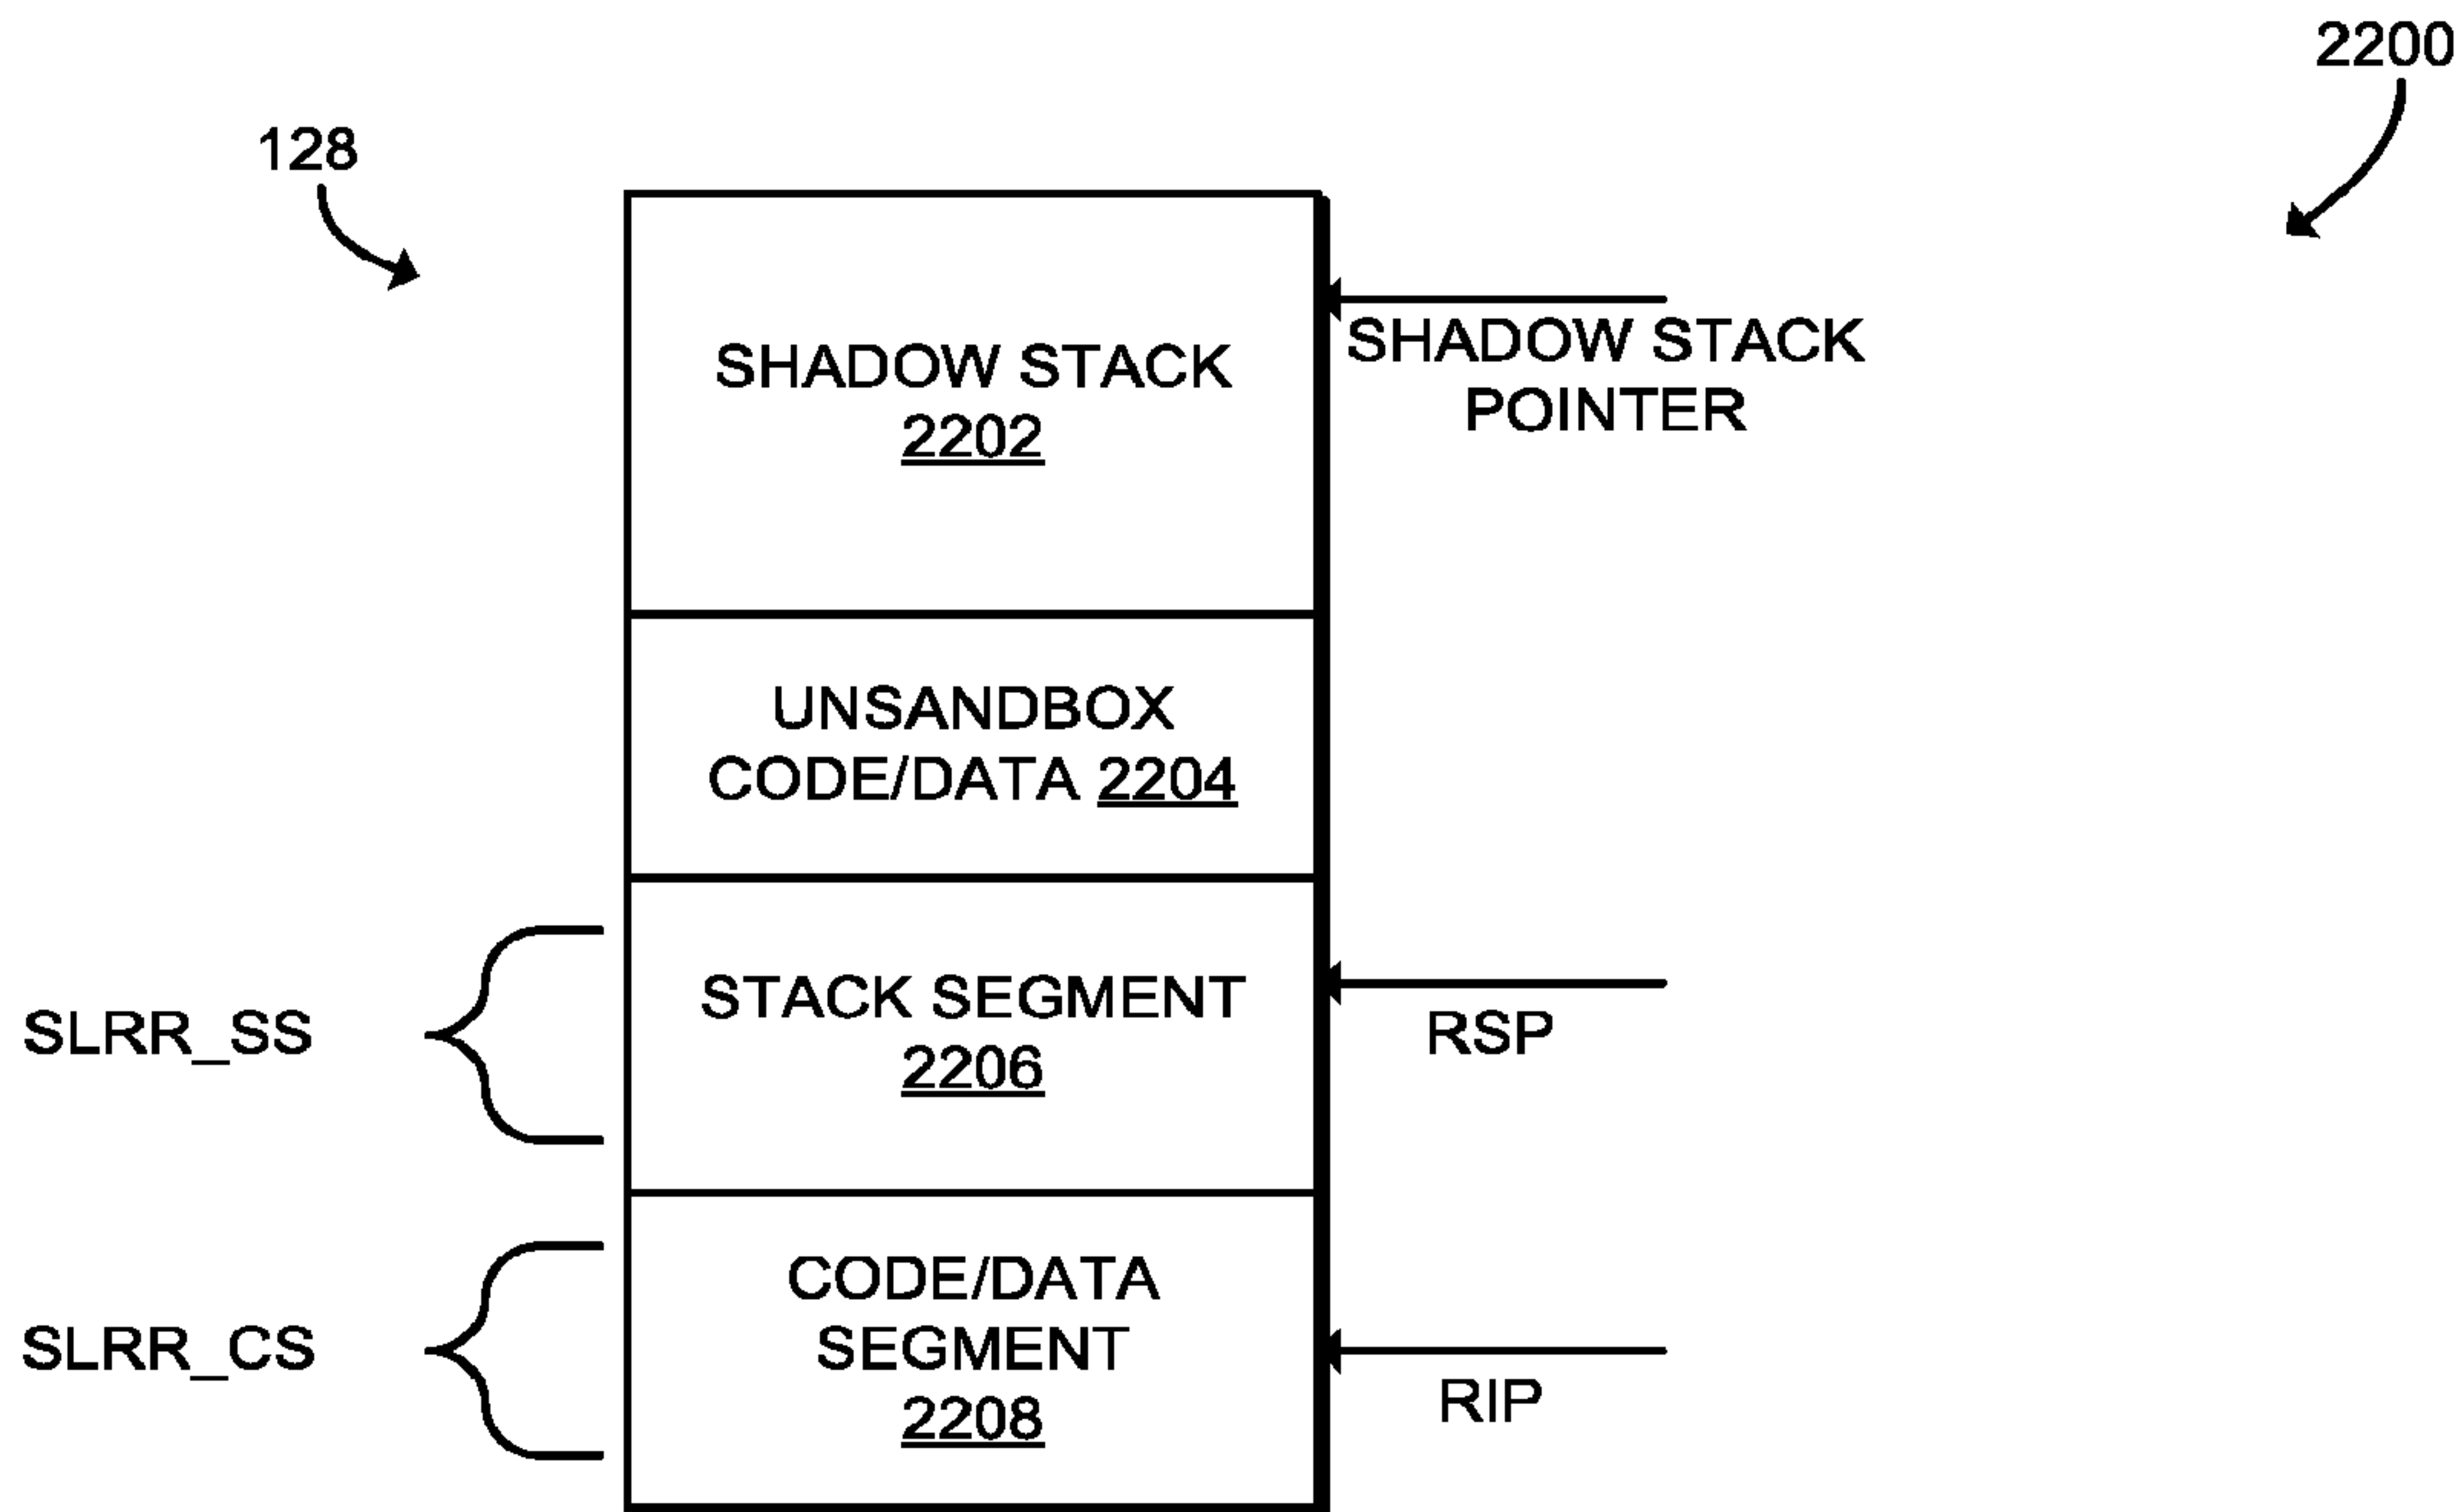 2200
128
SHADOW STACK
2202
SHADOW STACK
POINTER
UNSANDBOX
CODE/DATA 2204
SLRR_SS
STACK SEGMENT
2206
RSP
SLRR_CS
CODE/DATA
SEGMENT
2208
RIP